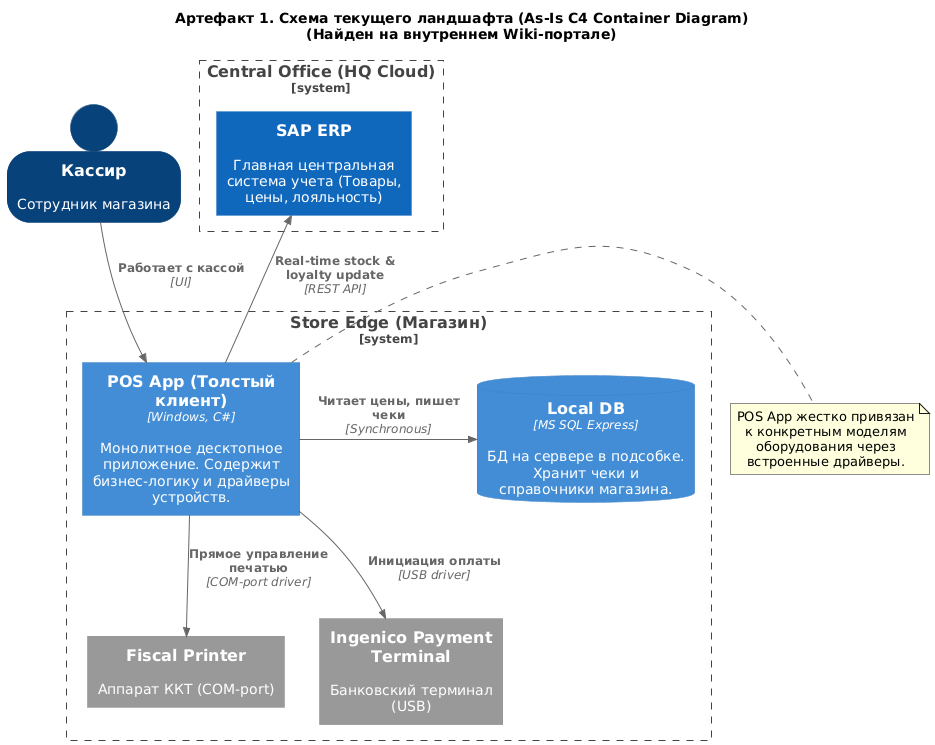 Артефакт 1. Схема текущего ландшафта (As-Is C4 Container Diagram)
(Найден на внутреннем Wiki-портале)
Central Office (HQ Cloud)
[system]
SAP ERP
Главная центральная
система учета (Товары,
цены, лояльность)
Кассир
Сотрудник магазина
Работает с кассой
[UI]
Real-time stock &
loyalty update
[REST API]
Store Edge (Магазин)
[system]
POS App (Толстый
клиент)
[Windows, C#]
Монолитное десктопное
приложение. Содержит
бизнес-логику и драйверы
устройств.
Читает цены, пишет
чеки
[Synchronous]
Local DB
[MS SQL Express]
БД на сервере в подсобке.
Хранит чеки и
справочники магазина.
POS App жестко привязан
к конкретным моделям
оборудования через
встроенные драйверы.
Прямое управление
печатью
[COM-port driver]
Инициация оплаты
[USB driver]
Fiscal Printer
Аппарат ККТ (COM-port)
Ingenico Payment
Terminal
Банковский терминал
(USB)